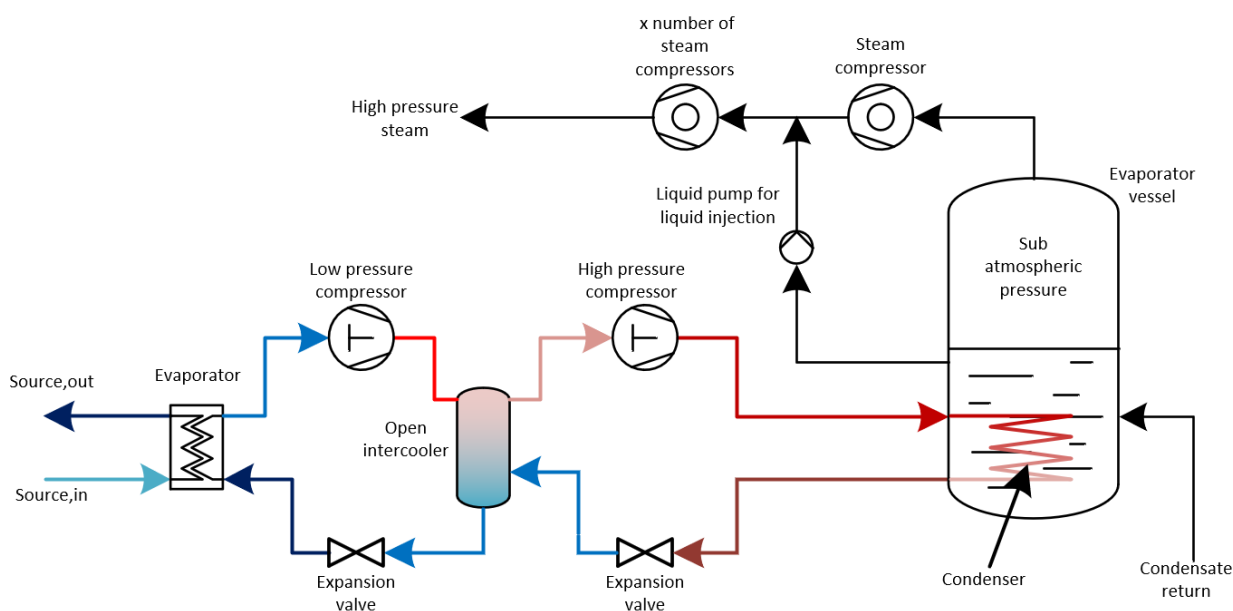 x number of
steam
compressors
Steam
compressor
High pressure
steam
Evaporator
vessel
Liquid pump for
liquid injection
Sub
atmospheric
pressure
Low pressure
compressor
High pressure
compressor
Source,out
Evaporator
Open
intercooler
Source,in
Expansion
valve
Expansion
valve
Condenser
Condensate
return